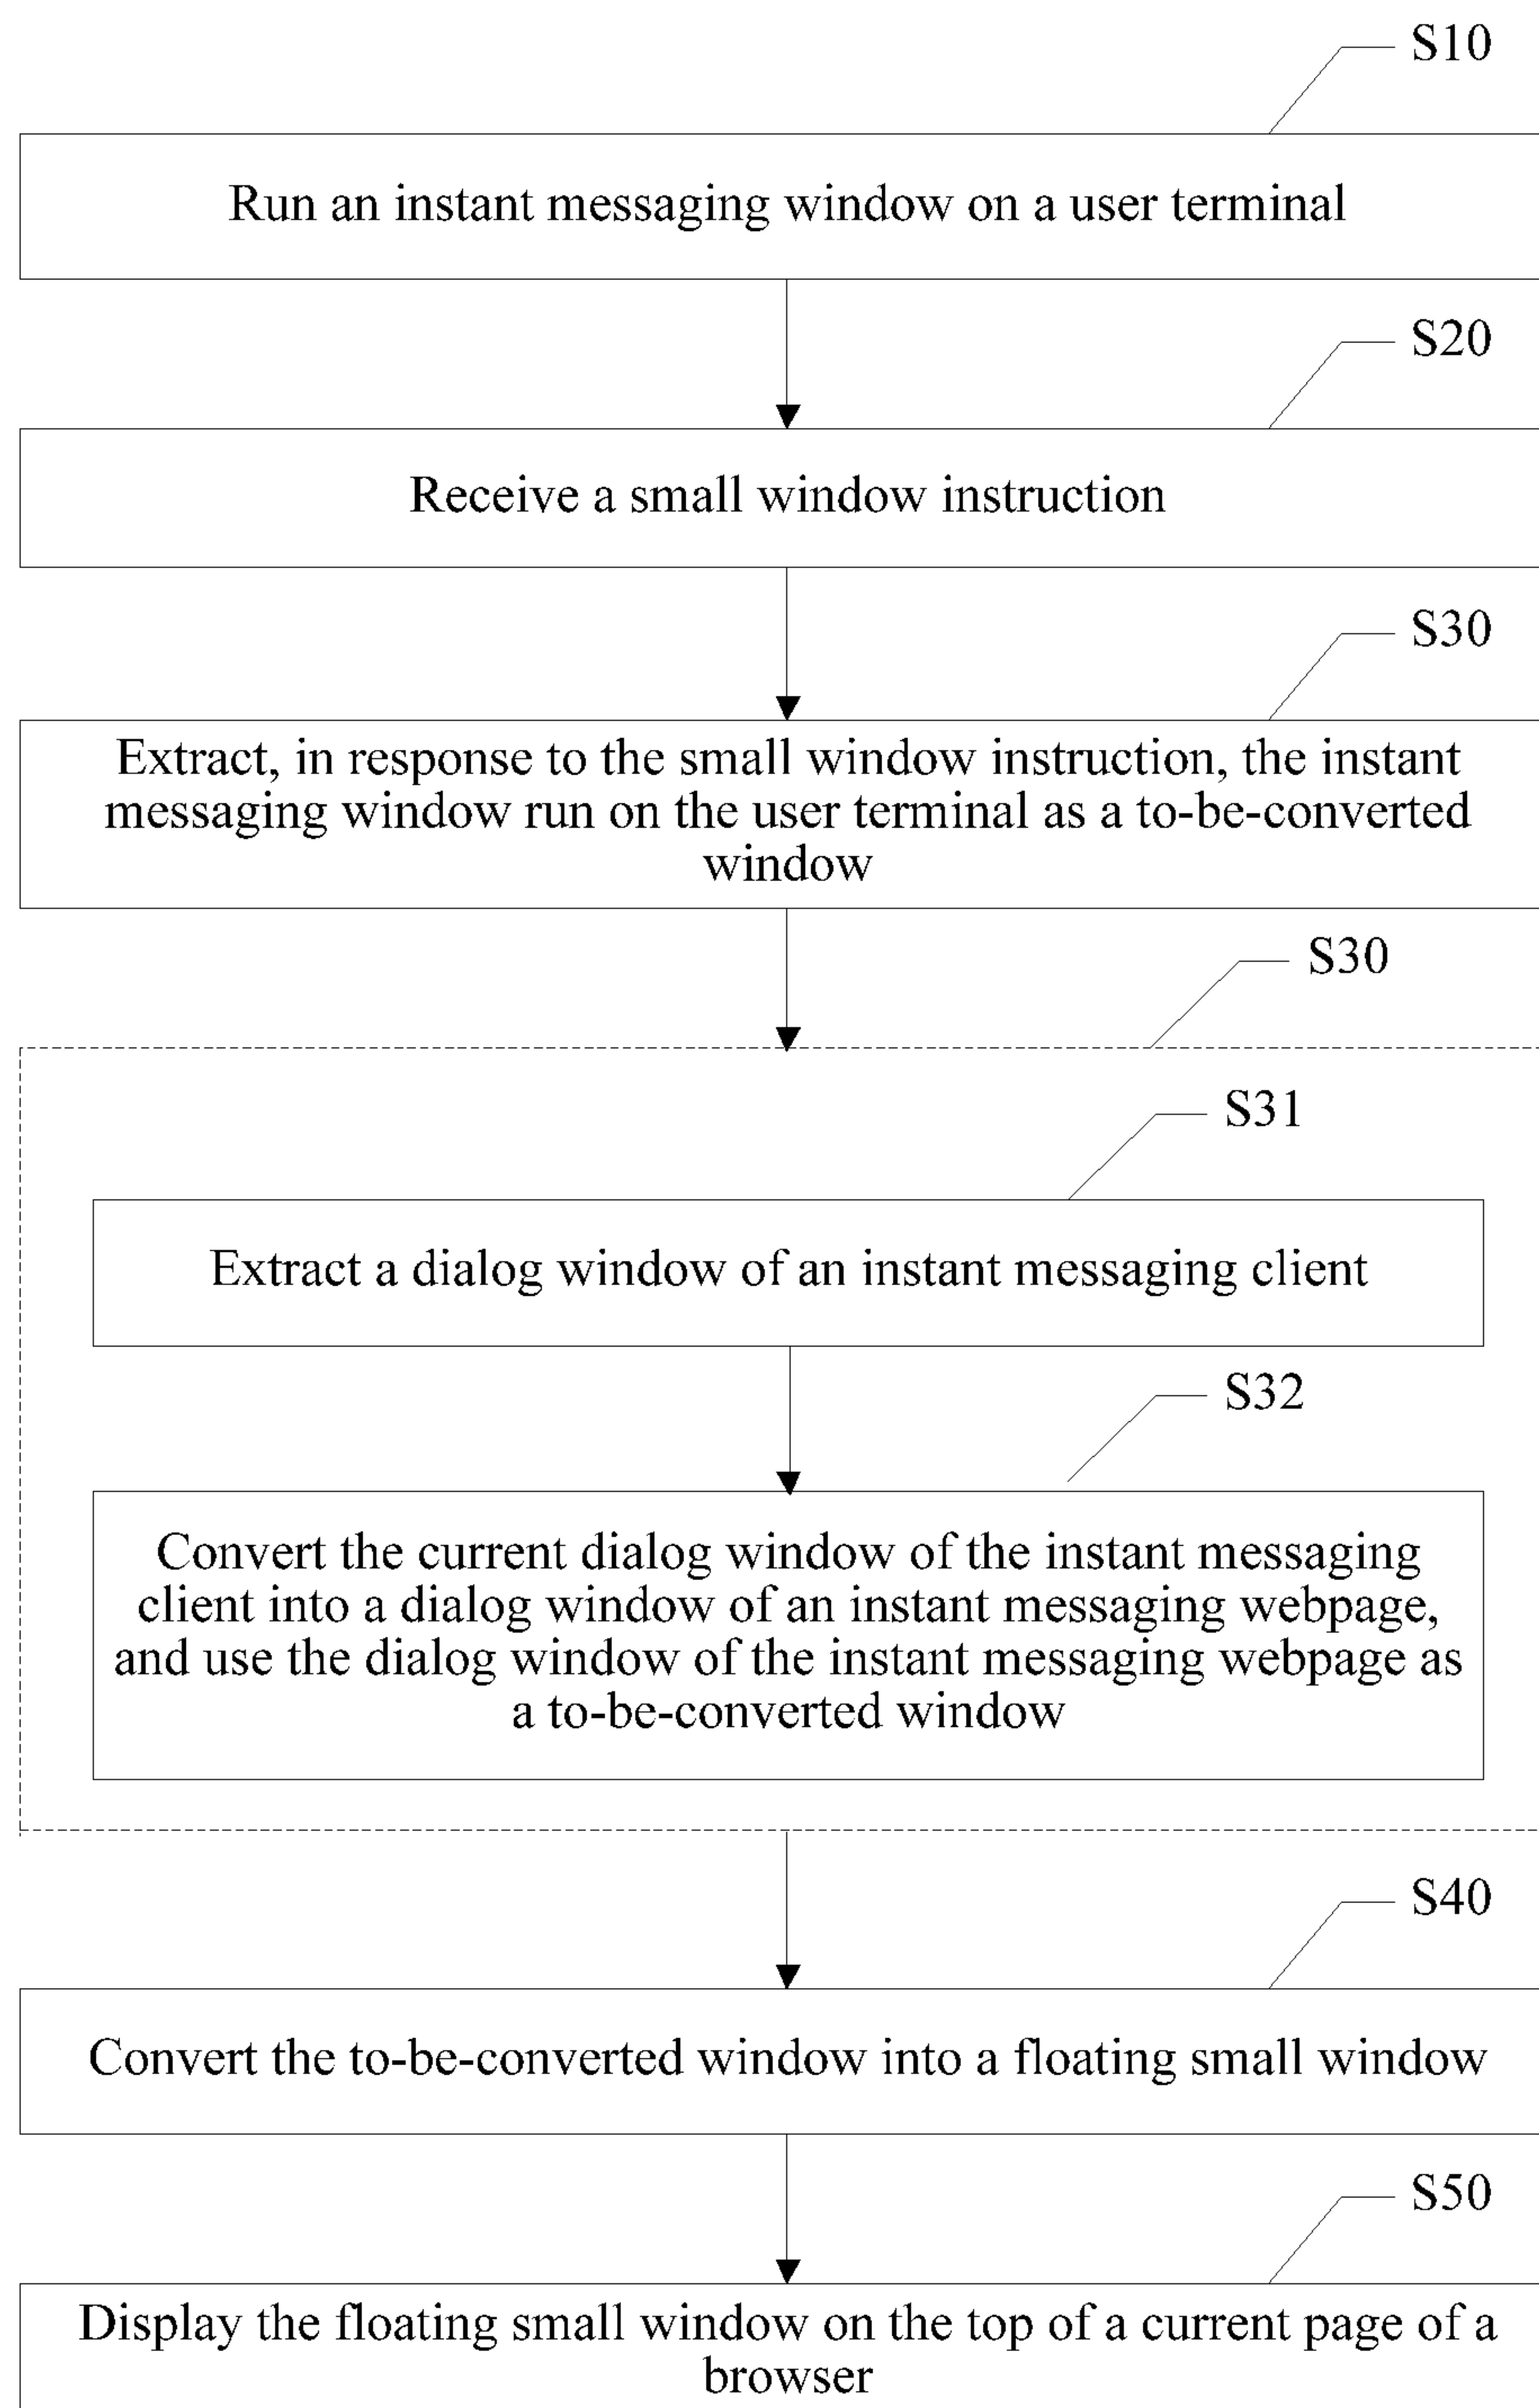 S10
Run an instant messaging window on a user terminal
S20
Receive a small window instruction
S30
Extract, in response to the small window instruction, the instant
messaging window run on the user terminal as a to-be-converted
window
S30
S31
Extract a dialog window of an instant messaging client
S32
Convert the current dialog window of the instant messaging
client into a dialog window of an instant messaging webpage,
and use the dialog window of the instant messaging webpage as
a to-be-converted window
S40
Convert the to-be-converted window into a floating small window
S50
Display the floating small window on the top of a current page of a
browser